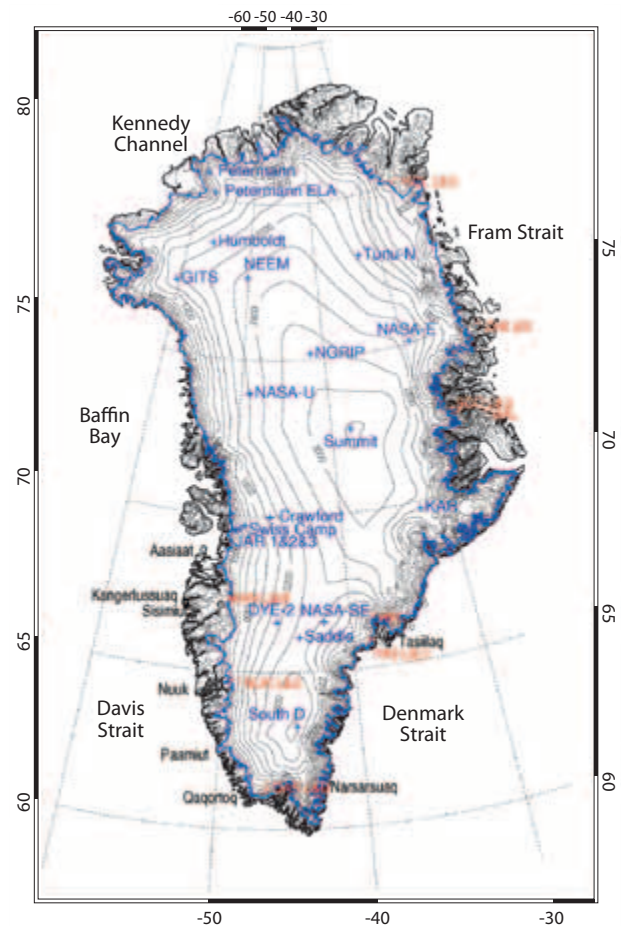 -60 -50 -40 -30
80
Kennedy
Channel
Petermann
Petermann ELA
Fram Strait
75
Humboldt
Tunu-N
NEEM
GITS
75
NASA-E
NGRIP
NASA-U
Baffin
Bay
70
Summit
70
KAR
Crawford
Swiss Camp
JAR 1&2&3
Aasiaat
Kangerlussuaq
Sisimiut
65
DYE-2 NASA-SE
Saddle
Tasiilaq
65
Nuuk
Davis
Strait
South D
Denmark
Strait
Paamiut
60
Narsarsuaq
Qaqortoq
60
-50
-40
-30